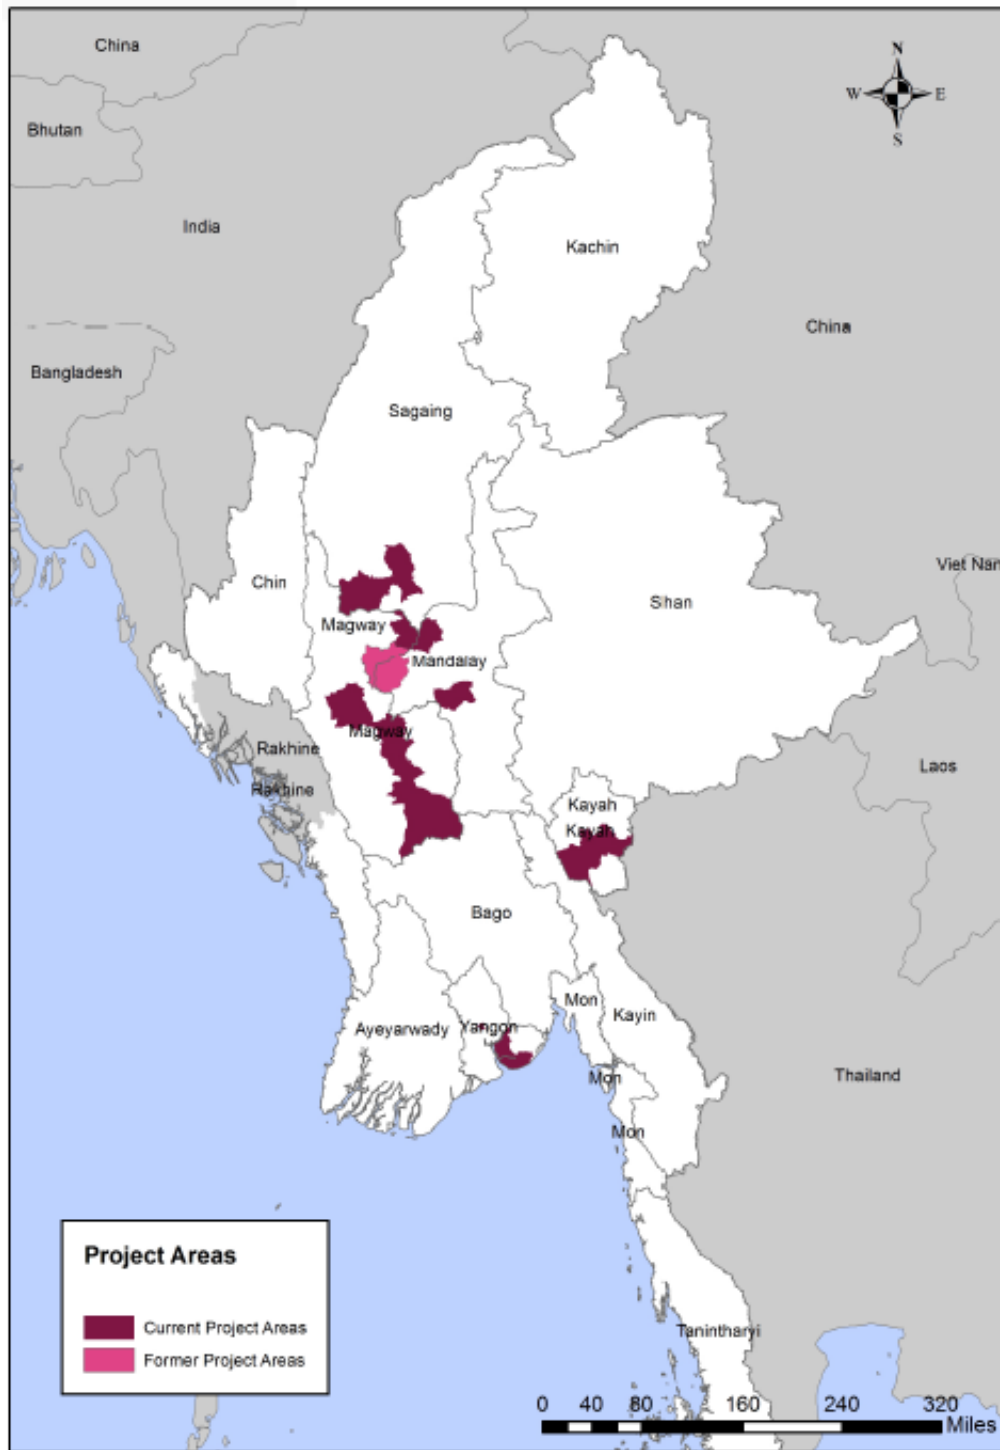 China
N
W E
S
Bhutan
India
Kachin
China
Bangladesh
Sagaing
Viet Nan
Chin
Shan
Magway
Mandalay
Magway
Rakhine
Laos
Rakhine
Kayah
Kayah
Bago
Mon
Kayin
Ayeyarwady
Yangon
Mon
Thailand
Mon
Project Areas
Current Project Areas
Former Project Areas
Tanintharyi
0 40 80 160 240 320
Miles